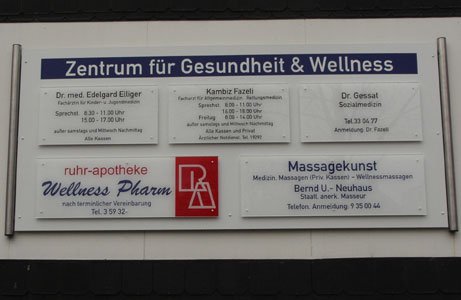 Zentrum für Gesundheit & Wellness
Dr. med. Edelgard Eiliger
Fachärztin für Kinder- u. Jugendmedizin
Sprechst. 8.30 - 11.00 Uhr
15.00 - 17.00 Uhr
außer samstags und Mittwoch Nachmittag
Alle Kassen
Kambiz Fazeli
Facharzt für Allgemeinmedizin, Rettungsmedizin
Sprechst. 8.00 - 11.00 Uhr
16.00 - 18.00 Uhr
Freitag 8.00 - 14.00 Uhr
außer samstags und Mittwoch Nachmittag
Alle Kassen und Privat
Ärztlicher Notdienst, Tel. 19292
Dr. Gessat
Sozialmedizin
Tel. 33 04 77
Anmeldung: Dr. Fazeli
ruhr-apotheke
Wellness Pharm
nach terminlicher Vereinbarung
Tel. 3 59 32-
RA
Massagekunst
Medizin. Massagen (Priv. Kassen) - Wellnessmassagen
Bernd U.- Neuhaus
Staatl. anerk. Masseur
Telefon. Anmeldung: 9 35 00 44